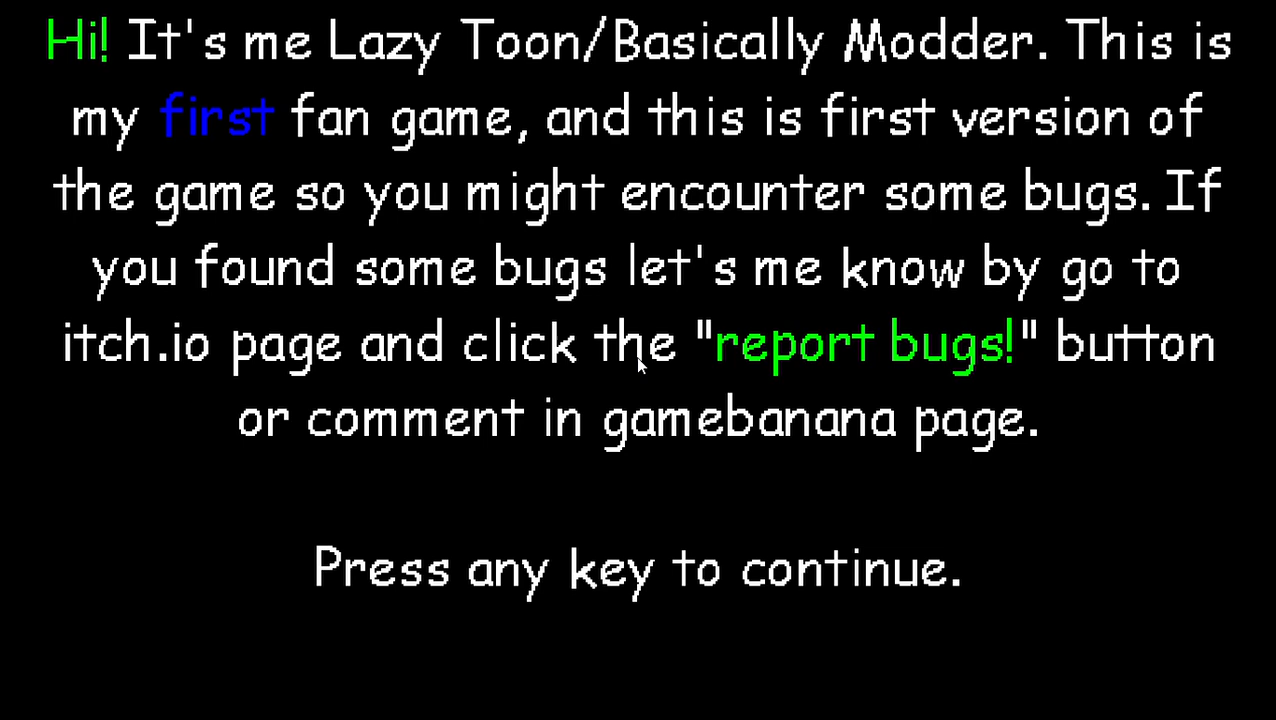 Hi! It's me Lazy Toon/Basically Modder. This is
my first fan game, and this is first version of
the game so you might encounter some bugs. If
you found some bugs let's me know by go to
itch.io page and click the "report bugs!" button
or comment in gamebanana page.
Press any key to continue.